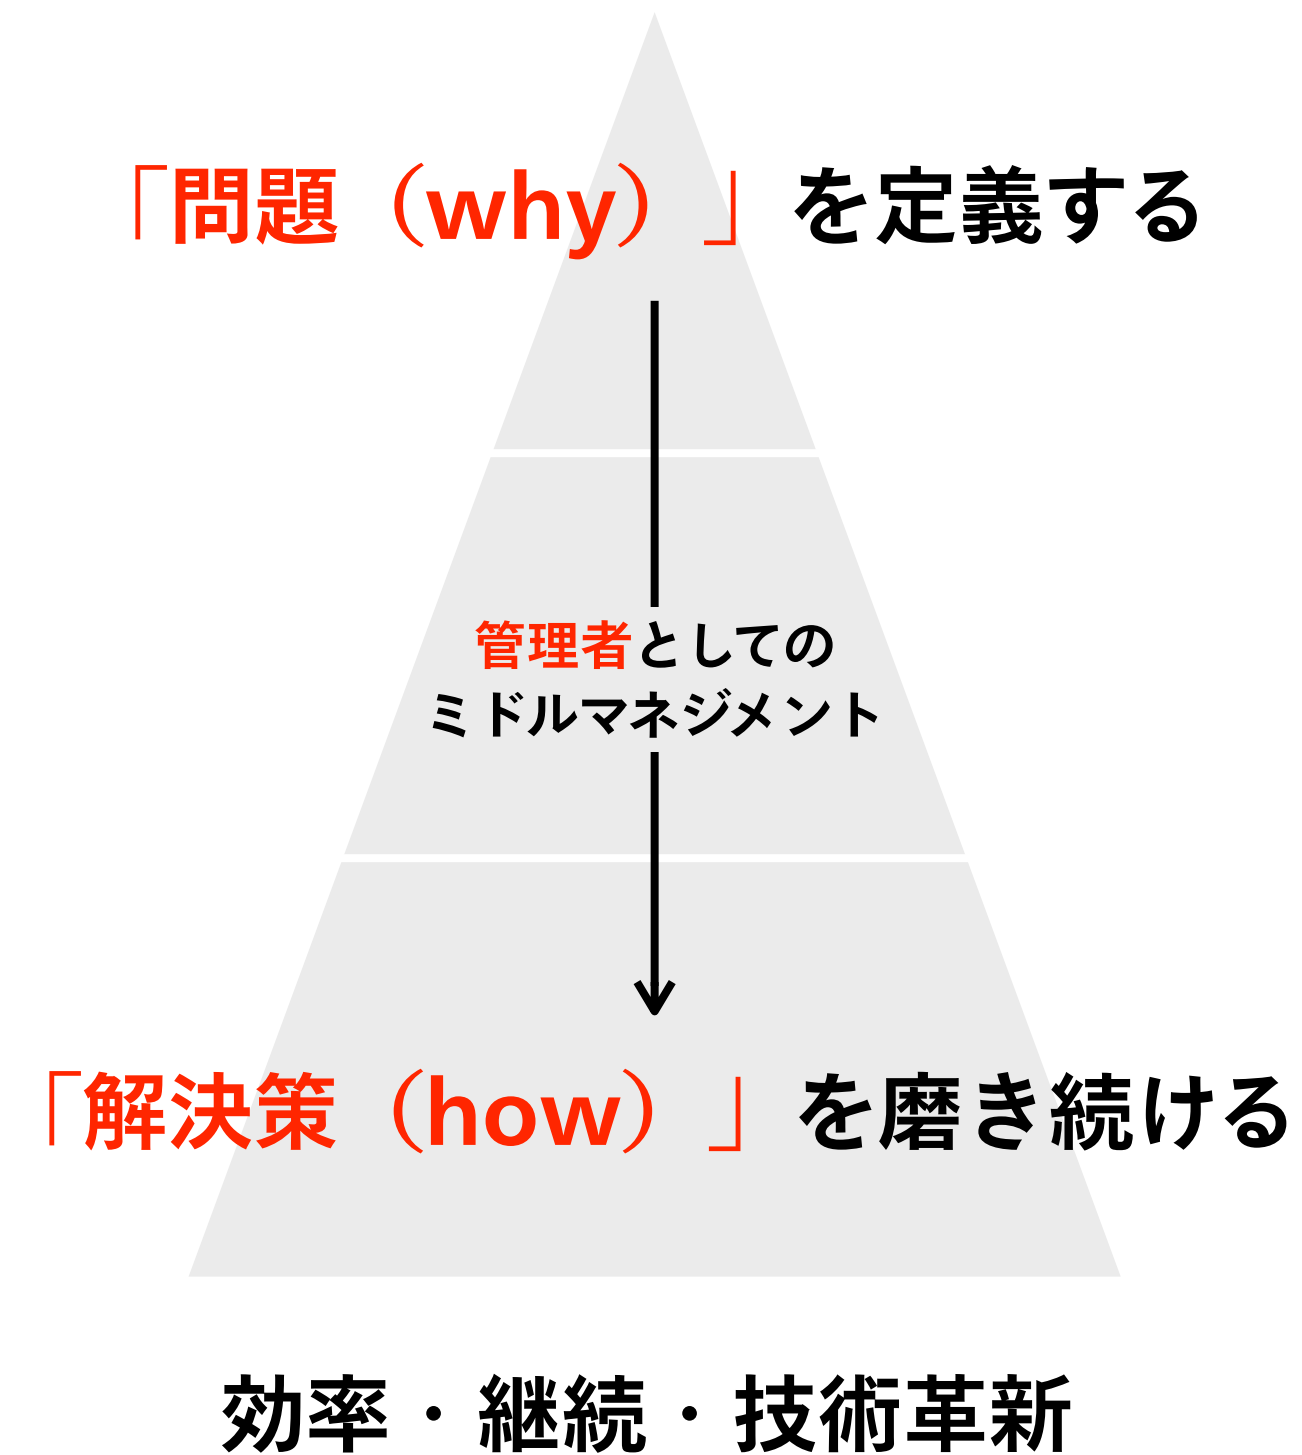 「問題（why）」を定義する
管理者としての
ミドルマネジメント
「解決策（how）」を磨き続ける
効率・継続・技術革新